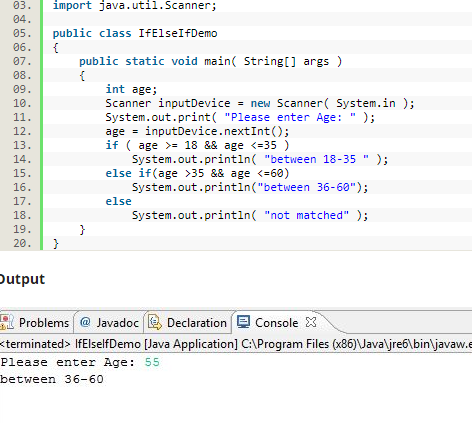 03. import java.util.Scanner;
04.
05. public class IfElseIfDemo
06. {
07.     public static void main( String[] args )
08.     {
09.         int age;
10.         Scanner inputDevice = new Scanner( System.in );
11.         System.out.print( "Please enter Age: " );
12.         age = inputDevice.nextInt();
13.         if ( age >= 18 && age <=35 )
14.             System.out.println( "between 18-35 " );
15.         else if(age >35 && age <=60)
16.             System.out.println("between 36-60");
17.         else
18.             System.out.println( "not matched" );
19.     }
20. }
Output
Problems @ Javadoc Declaration Console
<terminated> IfElseIfDemo [Java Application] C:\Program Files (x86)\Java\jre6\bin\javaw.e
Please enter Age: 55
between 36-60